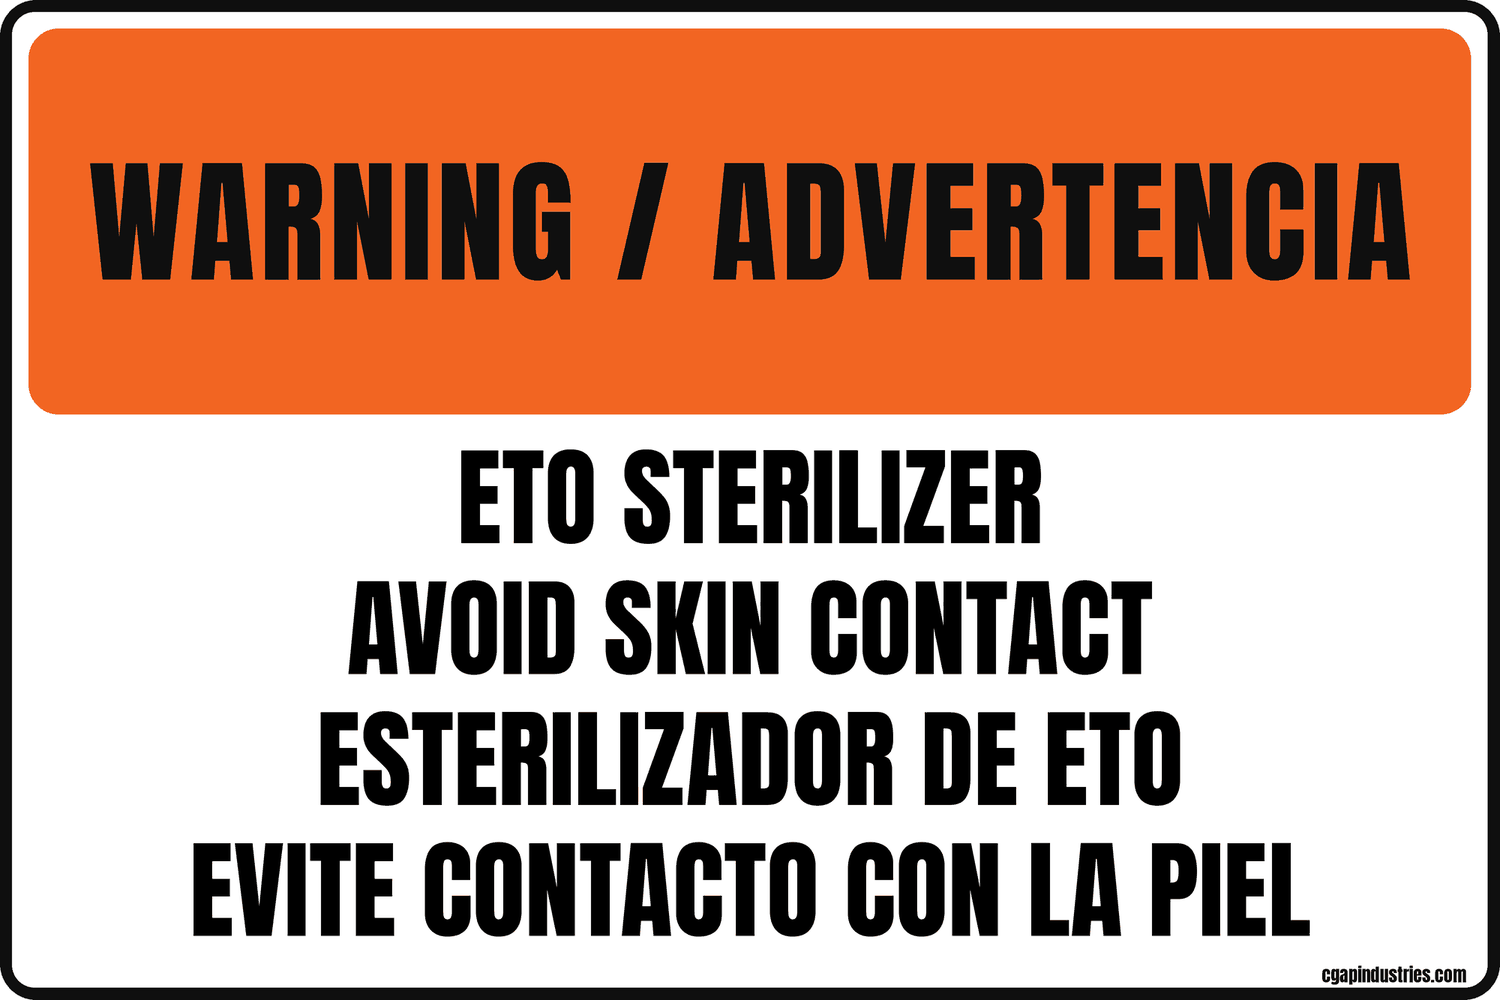 WARNING / ADVERTENCIA
ETO STERILIZER
AVOID SKIN CONTACT
ESTERILIZADOR DE ETO
EVITE CONTACTO CON LA PIEL
cgapindustries.com